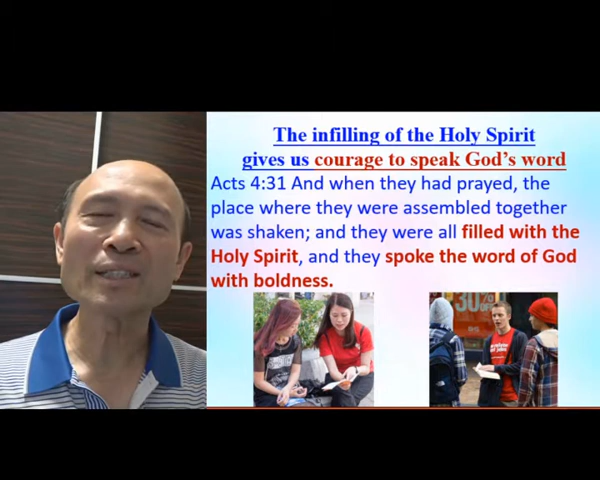 The infilling of the Holy Spirit
gives us courage to speak God's word
Acts 4:31 And when they had prayed, the
place where they were assembled together
was shaken; and they were all filled with the
Holy Spirit, and they spoke the word of God
with boldness.
30%
OFF